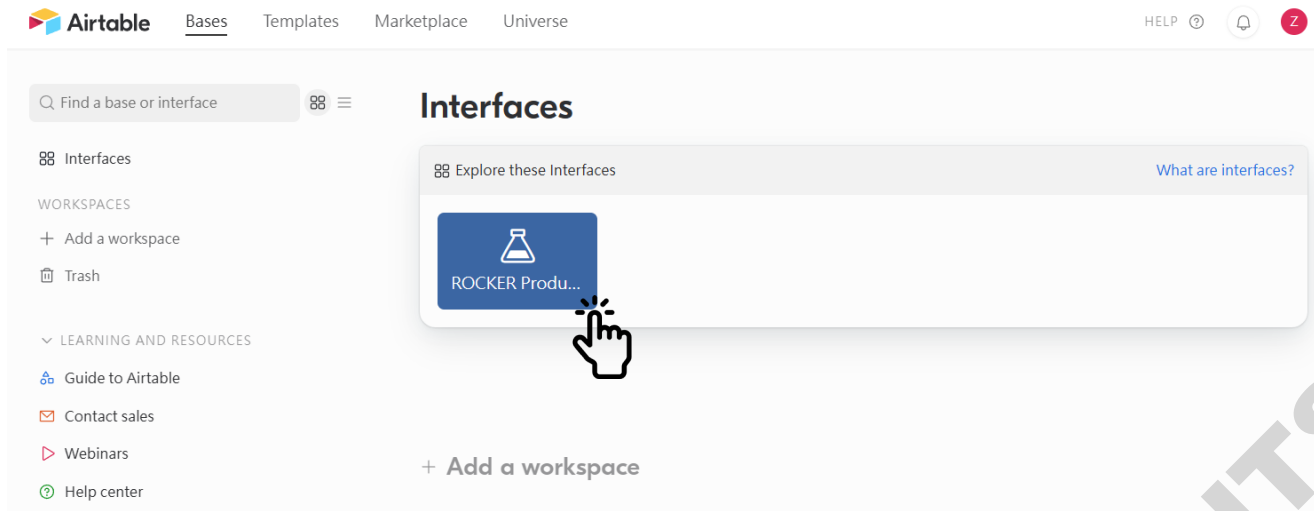 Airtable Bases Templates Marketplace Universe HELP Z
Find a base or interface
Interfaces
WORKSPACES
Add a workspace
Trash
LEARNING AND RESOURCES
Guide to Airtable
Contact sales
Webinars
Help center
Interfaces
Explore these Interfaces What are interfaces?
ROCKER Produ...
+ Add a workspace